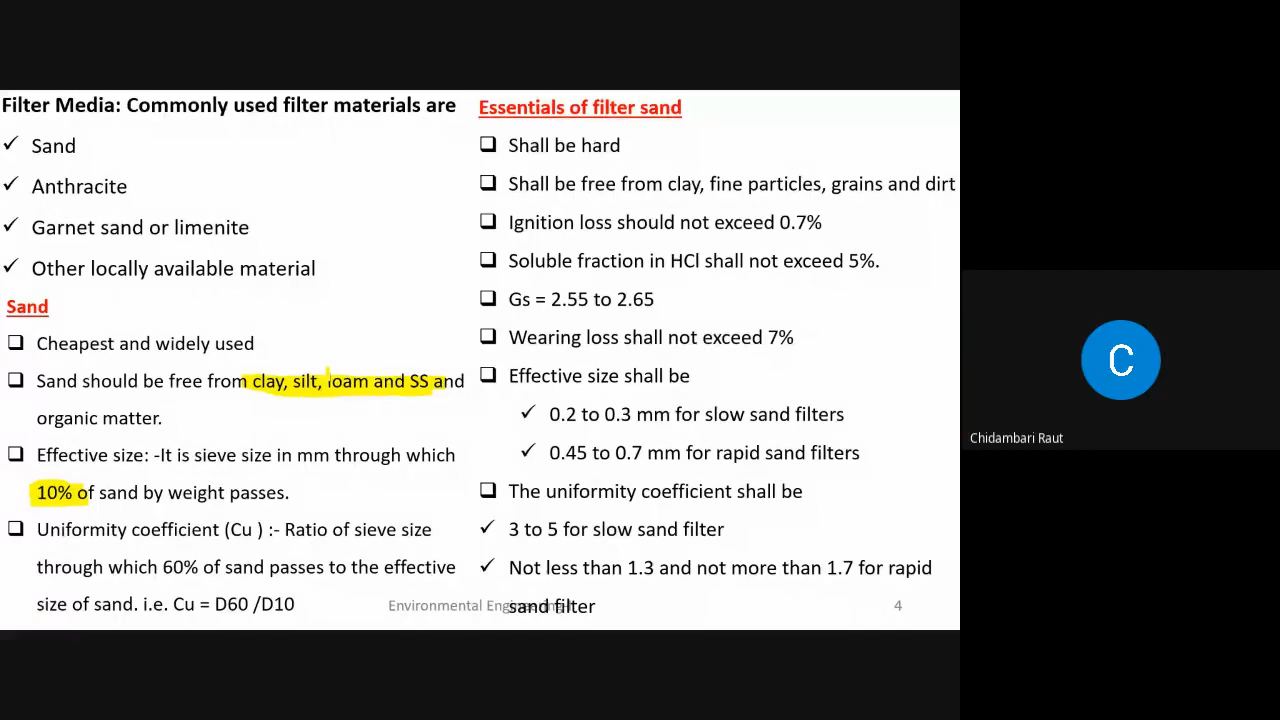 Filter Media: Commonly used filter materials are
✓ Sand
✓ Anthracite
✓ Garnet sand or limenite
✓ Other locally available material
Sand
❑ Cheapest and widely used
❑ Sand should be free from clay, silt, loam and SS and
organic matter.
❑ Effective size: -It is sieve size in mm through which
10% of sand by weight passes.
❑ Uniformity coefficient (Cu ) :- Ratio of sieve size
through which 60% of sand passes to the effective
size of sand. i.e. Cu = D60 /D10
Essentials of filter sand
❑ Shall be hard
❑ Shall be free from clay, fine particles, grains and dirt
❑ Ignition loss should not exceed 0.7%
❑ Soluble fraction in HCl shall not exceed 5%.
❑ Gs = 2.55 to 2.65
❑ Wearing loss shall not exceed 7%
❑ Effective size shall be
✓ 0.2 to 0.3 mm for slow sand filters
✓ 0.45 to 0.7 mm for rapid sand filters
❑ The uniformity coefficient shall be
✓ 3 to 5 for slow sand filter
✓ Not less than 1.3 and not more than 1.7 for rapid
sand filter
Environmental
4
C
Chidambari Raut